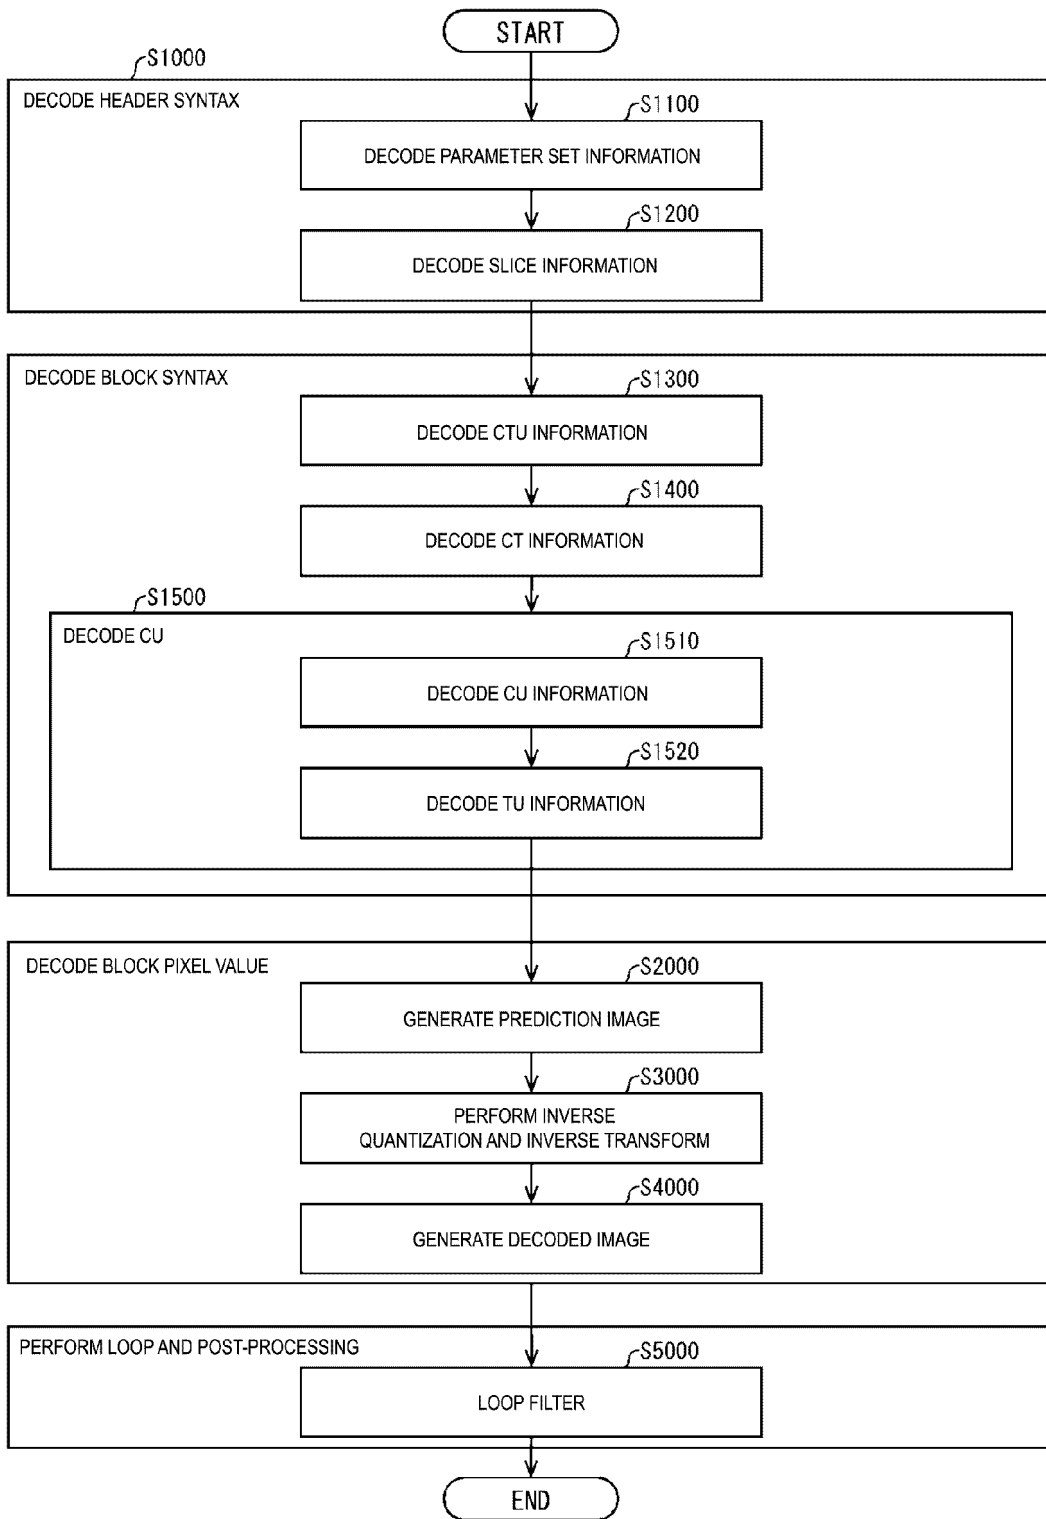 START
S1000
DECODE HEADER SYNTAX
S1100
DECODE PARAMETER SET INFORMATION
S1200
DECODE SLICE INFORMATION
DECODE BLOCK SYNTAX
S1300
DECODE CTU INFORMATION
S1400
DECODE CT INFORMATION
S1500
DECODE CU
S1510
DECODE CU INFORMATION
S1520
DECODE TU INFORMATION
DECODE BLOCK PIXEL VALUE
S2000
GENERATE PREDICTION IMAGE
S3000
PERFORM INVERSE
QUANTIZATION AND INVERSE TRANSFORM
S4000
GENERATE DECODED IMAGE
PERFORM LOOP AND POST-PROCESSING
S5000
LOOP FILTER
END